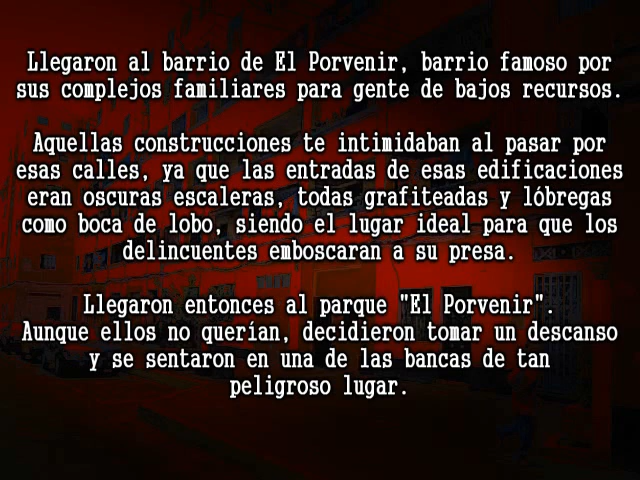 Llegaron al barrio de El Porvenir, barrio famoso por
sus complejos familiares para gente de bajos recursos.
Aquellas construcciones te intimidaban al pasar por
esas calles, ya que las entradas de esas edificaciones
eran oscuras escaleras, todas grafiteadas y lóbregas
como boca de lobo, siendo el lugar ideal para que los
delincuentes emboscaran a su presa.
Llegaron entonces al parque "El Porvenir".
Aunque ellos no querían, decidieron tomar un descanso
y se sentaron en una de las bancas de tan
peligroso lugar.